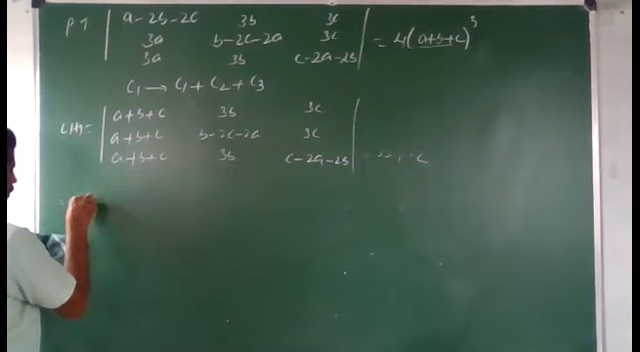 P.T | a-2b-2c 3b 3c |
| 3a b-2c-2a 3c | = 4(a+b+c)³
| 3a 3b c-2a-2b |
C₁ → C₁+C₂+C₃
| a+b+c 3b 3c |
LHS = | a+b+c b-2c-2a 3c |
| a+b+c 3b c-2a-2b |